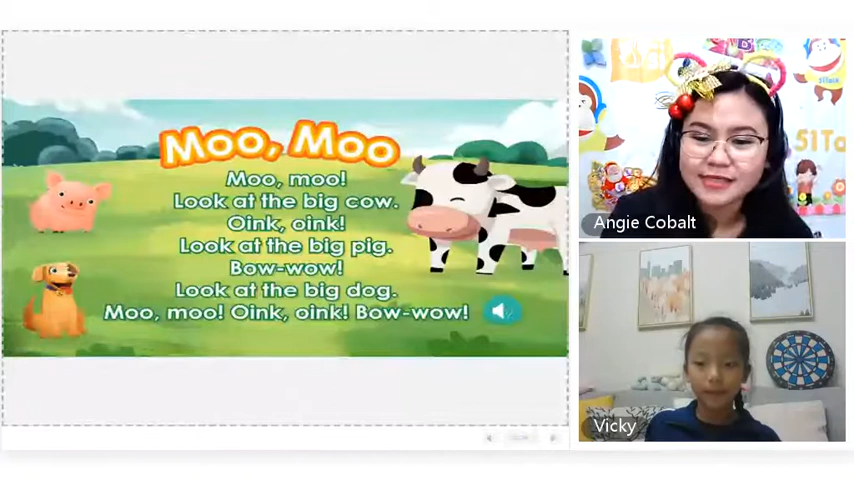 Moo, Moo
Moo, moo!
Look at the big cow.
Oink, oink!
Look at the big pig.
Bow-wow!
Look at the big dog.
Moo, moo! Oink, oink! Bow-wow!
51Ta
Angie Cobalt
Vicky